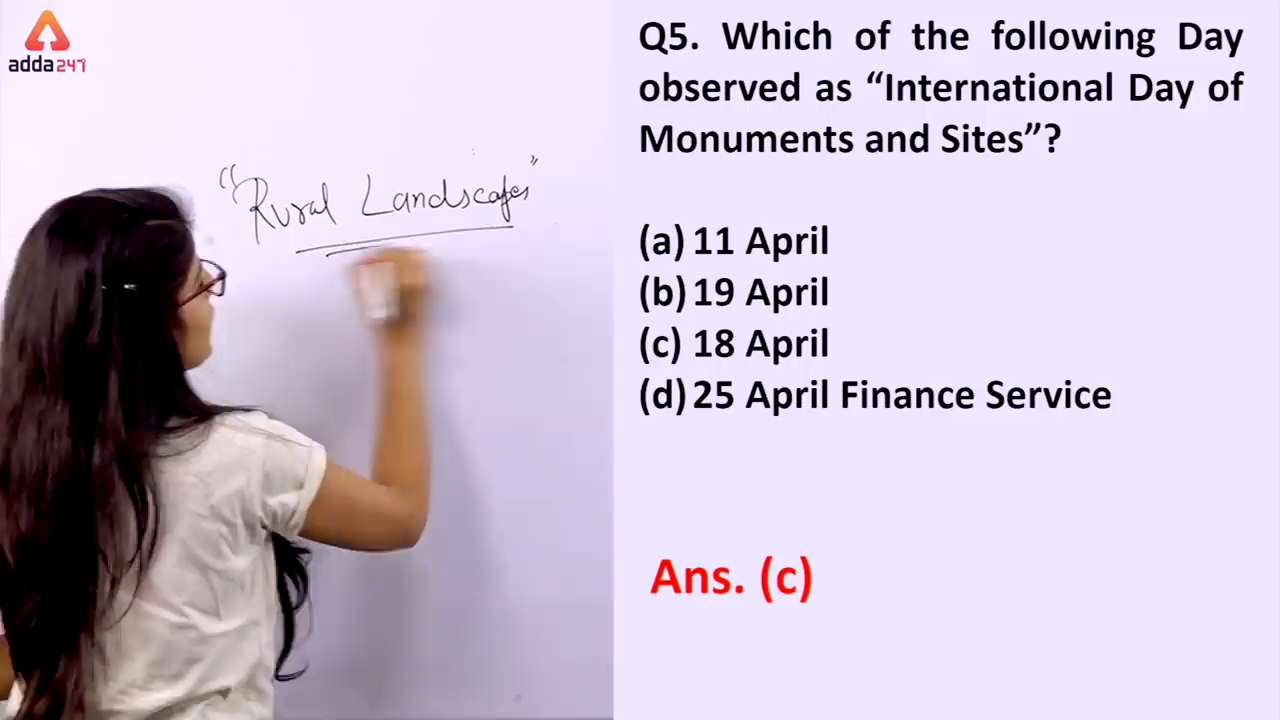 adda247
"Rural Landscapes"
Q5. Which of the following Day
observed as “International Day of
Monuments and Sites”?
(a) 11 April
(b) 19 April
(c) 18 April
(d) 25 April Finance Service
Ans. (c)